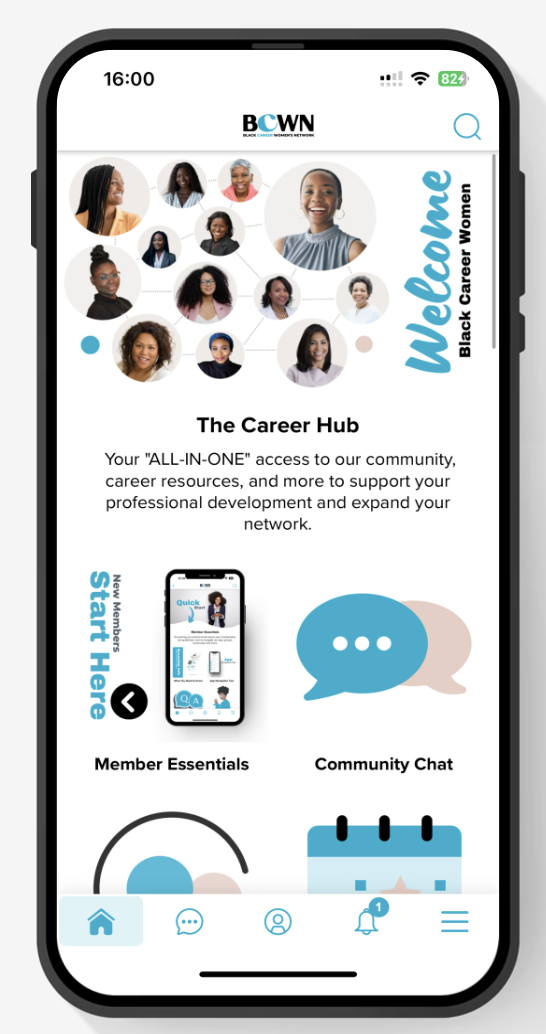 16:00
82
BCWN
BLACK CAREER WOMEN'S NETWORK
Welcome
Black Career Women
The Career Hub
Your "ALL-IN-ONE" access to our community,
career resources, and more to support your
professional development and expand your
network.
New Members
Start Here
Quick
Start
Member Essentials
Q
A
Member Essentials
Community Chat
1